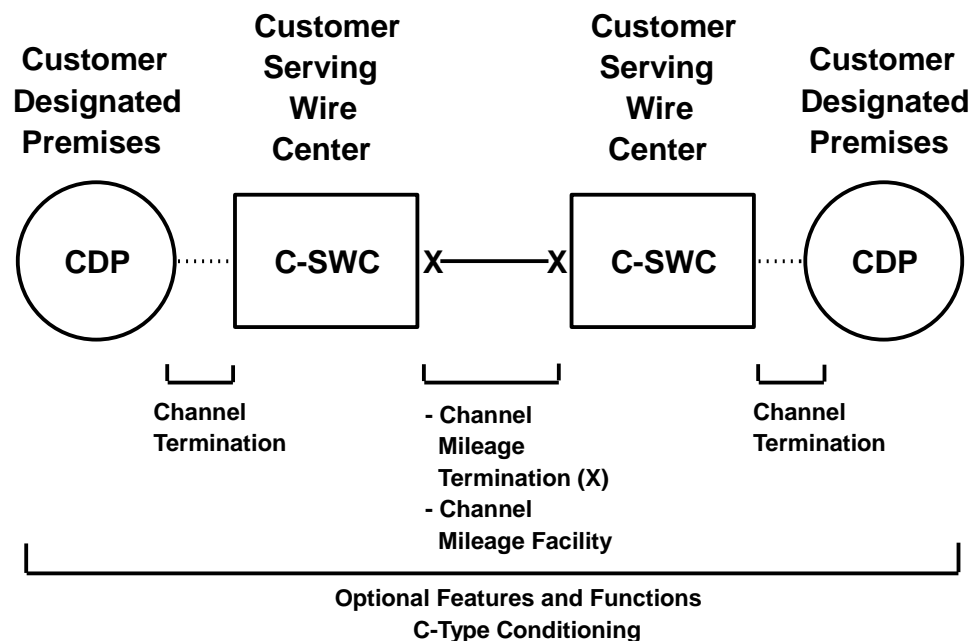 Customer
Designated
Premises
Customer
Serving
Wire
Center
Customer
Serving
Wire
Center
Customer
Designated
Premises
CDP
C-SWC
X
X
C-SWC
CDP
Channel
Termination
- Channel
Mileage
Termination (X)
- Channel
Mileage Facility
Channel
Termination
Optional Features and Functions
C-Type Conditioning